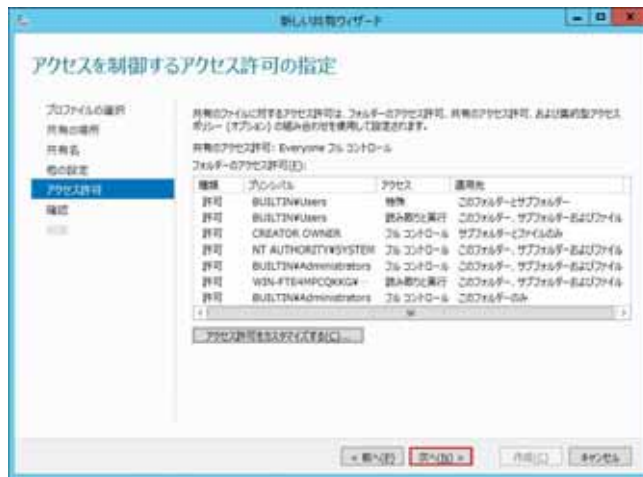 新しい共有ウィザード
アクセスを制御するアクセス許可の指定
プロファイルの選択
共有の場所
共有名
他の設定
アクセス許可
確認
共有のファイルに対するアクセス許可は、フォルダーのアクセス許可、共有のアクセス許可、および集約型アクセス
ポリシー (オプション) の組み合わせを使用して設定されます。
共有のアクセス許可: Everyone フル コントロール
フォルダーのアクセス許可(E):
種類 プリンシパル アクセス 適用先
許可 BUILTIN¥Users 特殊 このフォルダーとサブフォルダー
許可 BUILTIN¥Users 読み取りと実行 このフォルダー、サブフォルダーおよびファイル
許可 CREATOR OWNER フル コントロール サブフォルダーとファイルのみ
許可 NT AUTHORITY¥SYSTEM フル コントロール このフォルダー、サブフォルダーおよびファイル
許可 BUILTIN¥Administrators フル コントロール このフォルダー、サブフォルダーおよびファイル
許可 読み取りと実行 このフォルダー、サブフォルダーおよびファイル
許可 BUILTIN¥Administrators フル コントロール このフォルダーのみ
アクセス許可をカスタマイズする(C)...
< 前へ(P) 次へ(N) > 作成(C) キャンセル